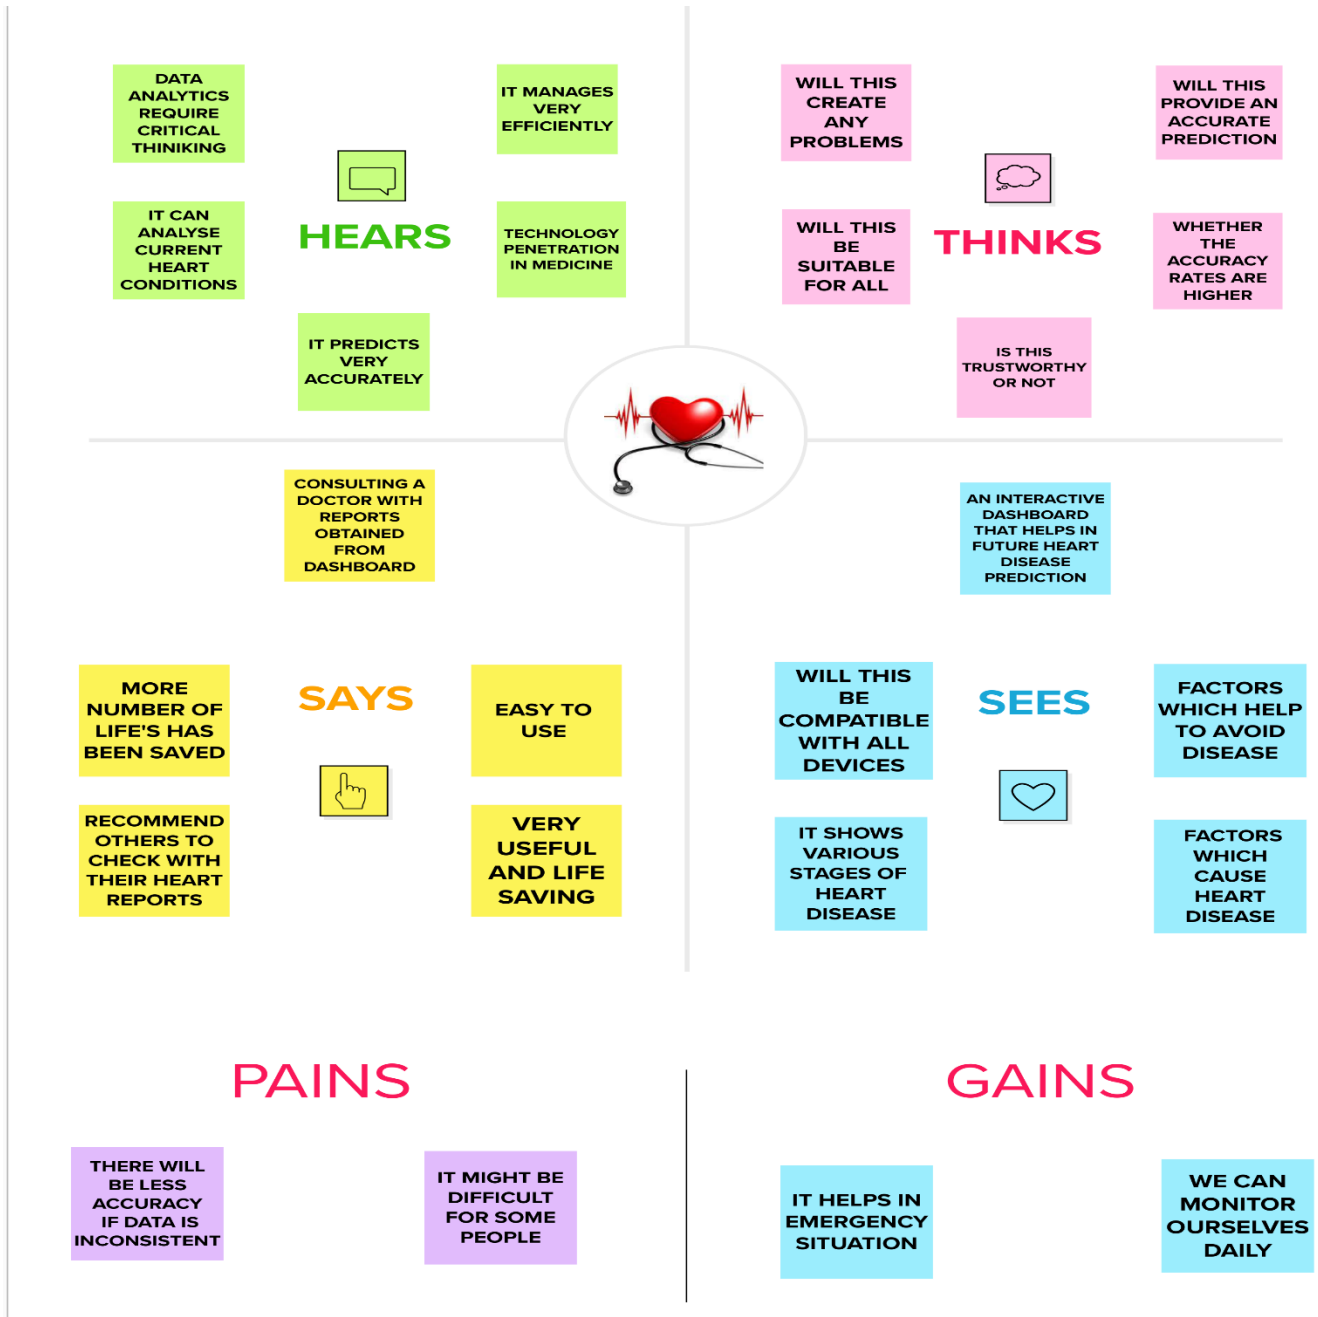 DATA
ANALYTICS
REQUIRE
CRITICAL
THINIKING
IT MANAGES
VERY
EFFICIENTLY
IT CAN
ANALYSE
CURRENT
HEART
CONDITIONS
HEARS
TECHNOLOGY
PENETRATION
IN MEDICINE
IT PREDICTS
VERY
ACCURATELY
WILL THIS
CREATE
ANY
PROBLEMS
WILL THIS
PROVIDE AN
ACCURATE
PREDICTION
WILL THIS
BE
SUITABLE
FOR ALL
THINKS
WHETHER
THE
ACCURACY
RATES ARE
HIGHER
IS THIS
TRUSTWORTHY
OR NOT
CONSULTING A
DOCTOR WITH
REPORTS
OBTAINED
FROM
DASHBOARD
MORE
NUMBER OF
LIFE'S HAS
BEEN SAVED
SAYS
EASY TO
USE
RECOMMEND
OTHERS TO
CHECK WITH
THEIR HEART
REPORTS
VERY
USEFUL
AND LIFE
SAVING
AN INTERACTIVE
DASHBOARD
THAT HELPS IN
FUTURE HEART
DISEASE
PREDICTION
WILL THIS
BE
COMPATIBLE
WITH ALL
DEVICES
SEES
FACTORS
WHICH HELP
TO AVOID
DISEASE
IT SHOWS
VARIOUS
STAGES OF
HEART
DISEASE
FACTORS
WHICH
CAUSE
HEART
DISEASE
PAINS
THERE WILL
BE LESS
ACCURACY
IF DATA IS
INCONSISTENT
IT MIGHT BE
DIFFICULT
FOR SOME
PEOPLE
GAINS
IT HELPS IN
EMERGENCY
SITUATION
WE CAN
MONITOR
OURSELVES
DAILY